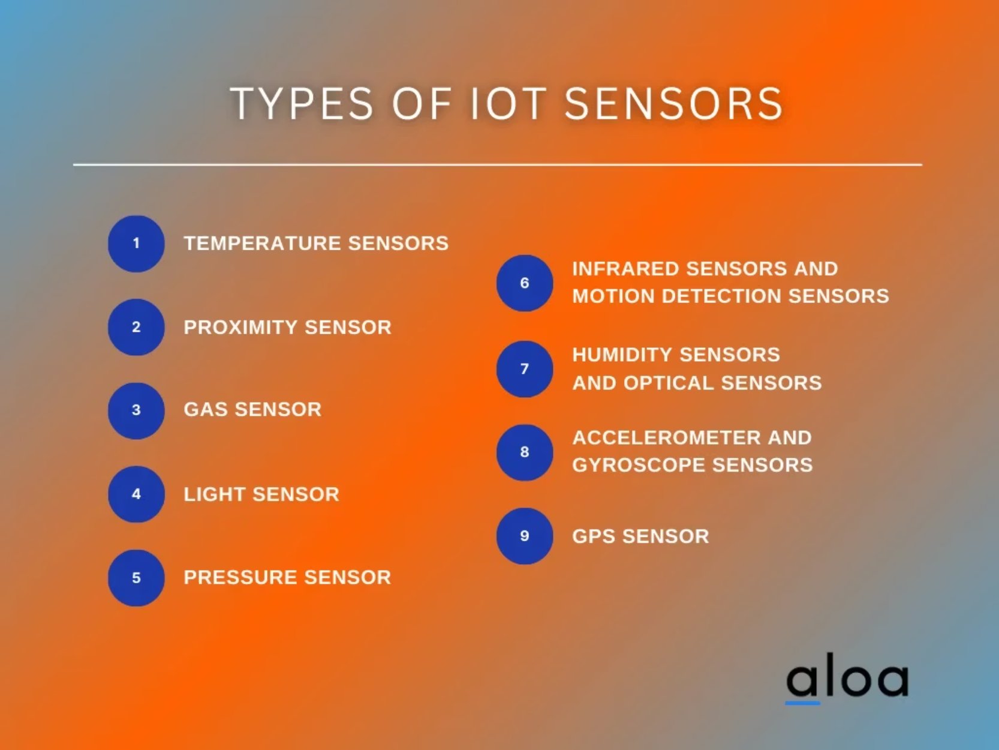 TYPES OF IOT SENSORS
1 TEMPERATURE SENSORS
2 PROXIMITY SENSOR
3 GAS SENSOR
4 LIGHT SENSOR
5 PRESSURE SENSOR
6 INFRARED SENSORS AND
MOTION DETECTION SENSORS
7 HUMIDITY SENSORS
AND OPTICAL SENSORS
8 ACCELEROMETER AND
GYROSCOPE SENSORS
9 GPS SENSOR
aloa